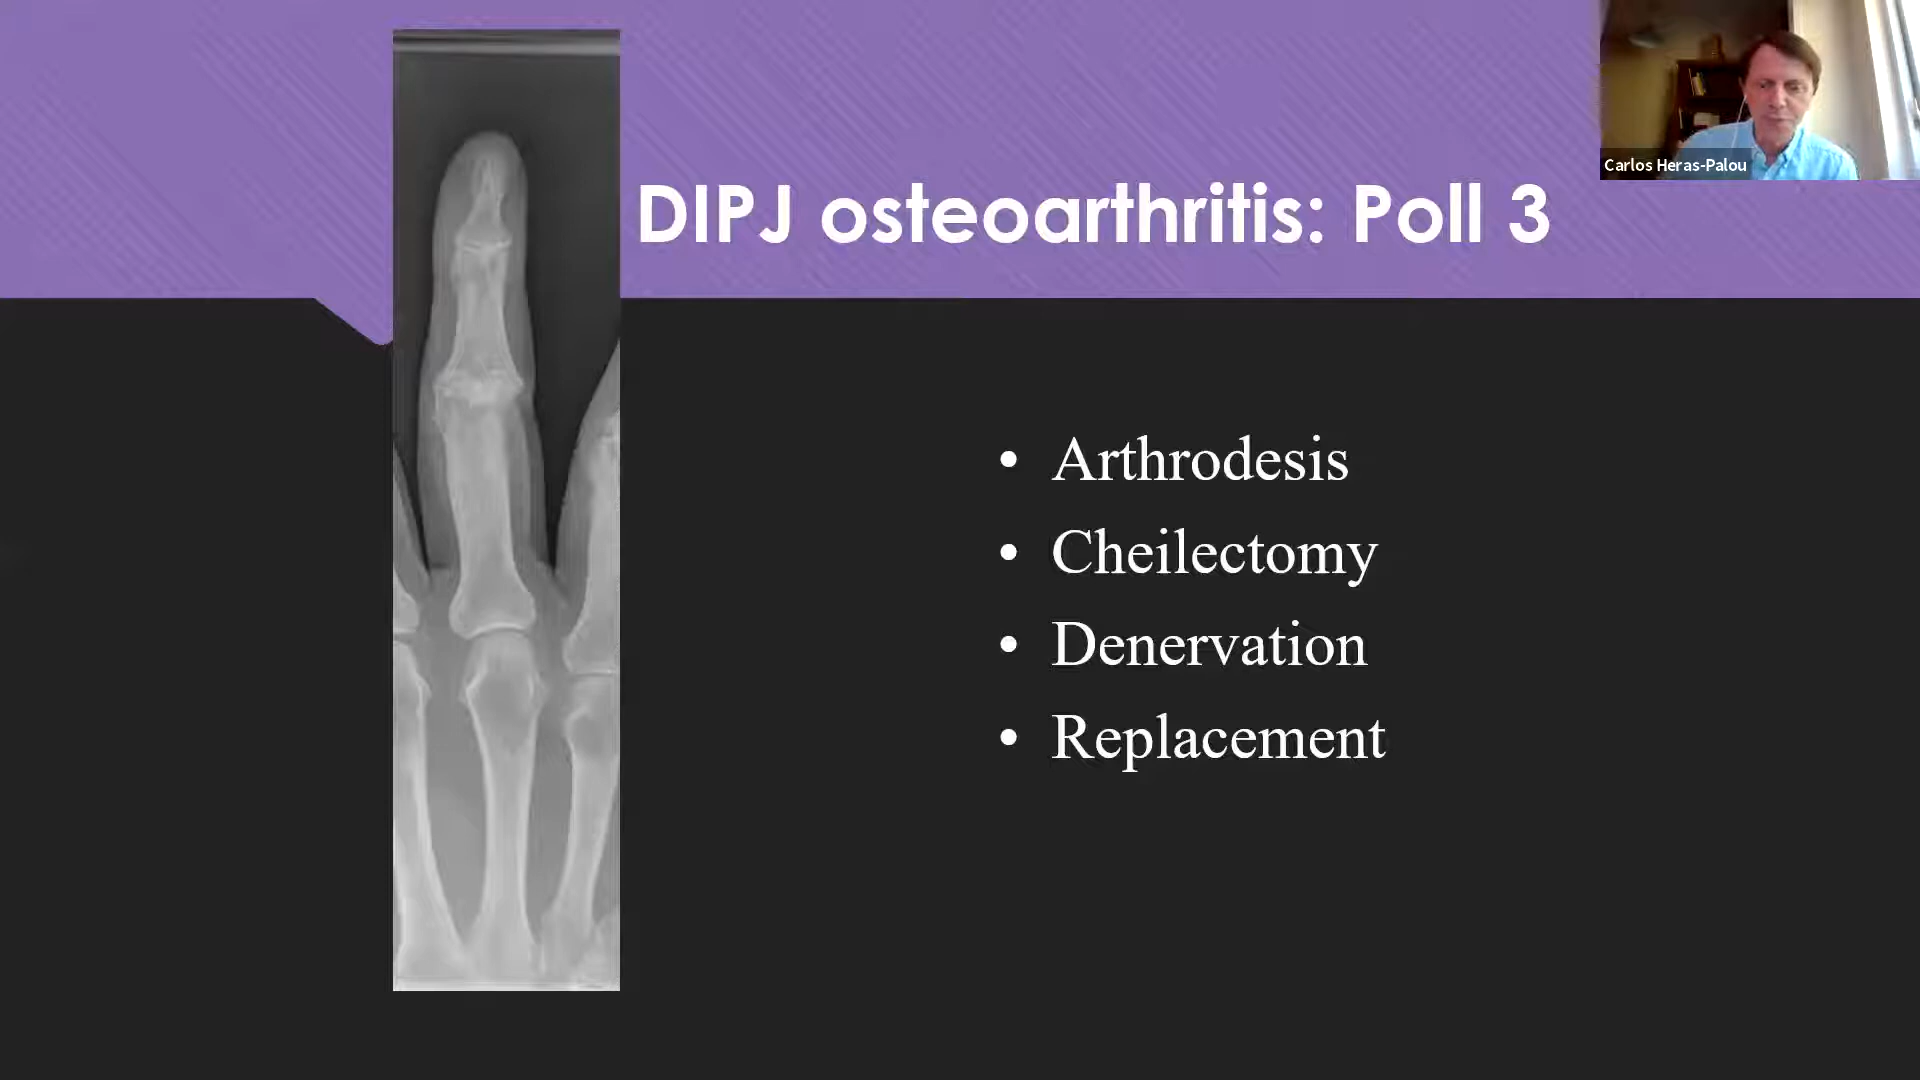 Carlos Heras-Palou
DIPJ osteoarthritis: Poll 3
• Arthrodesis
• Cheilectomy
• Denervation
• Replacement